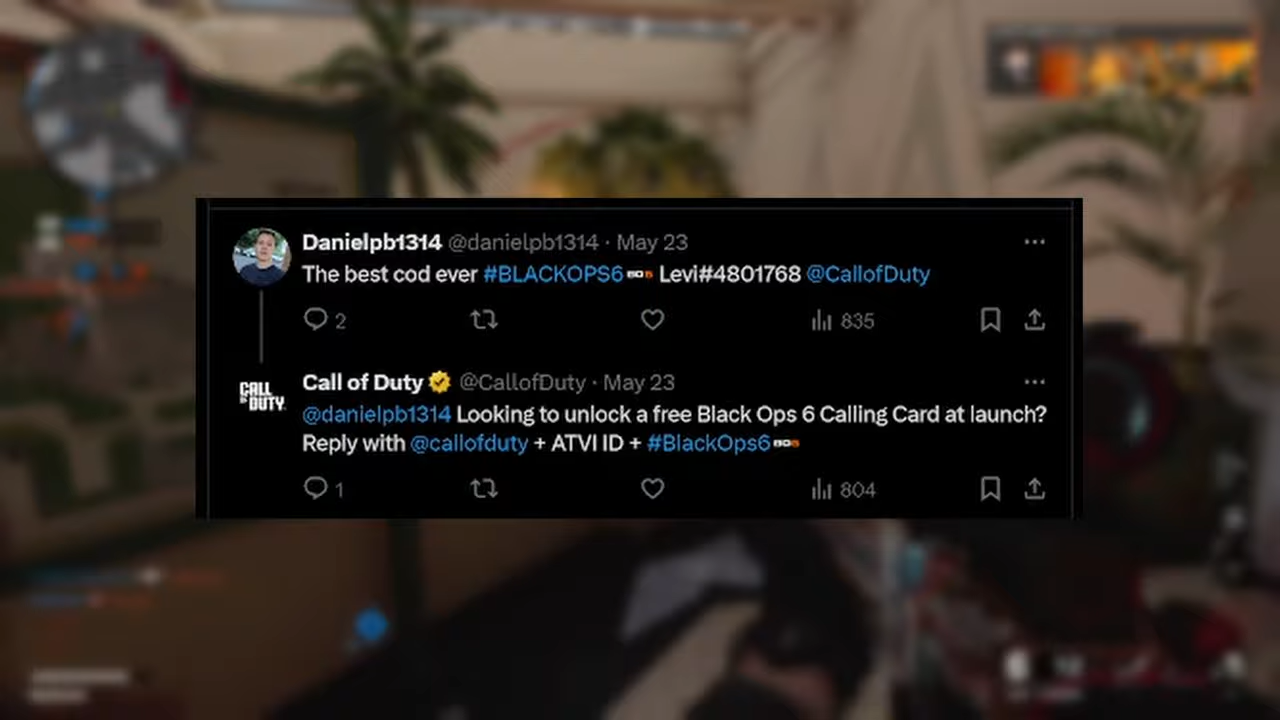 Danielpb1314 @danielpb1314 · May 23
The best cod ever #BLACKOPS6 Levi#4801768 @CallofDuty
2 835
CALL OF DUTY
Call of Duty @CallofDuty · May 23
@danielpb1314 Looking to unlock a free Black Ops 6 Calling Card at launch?
Reply with @callofduty + ATVI ID + #BlackOps6
1 804